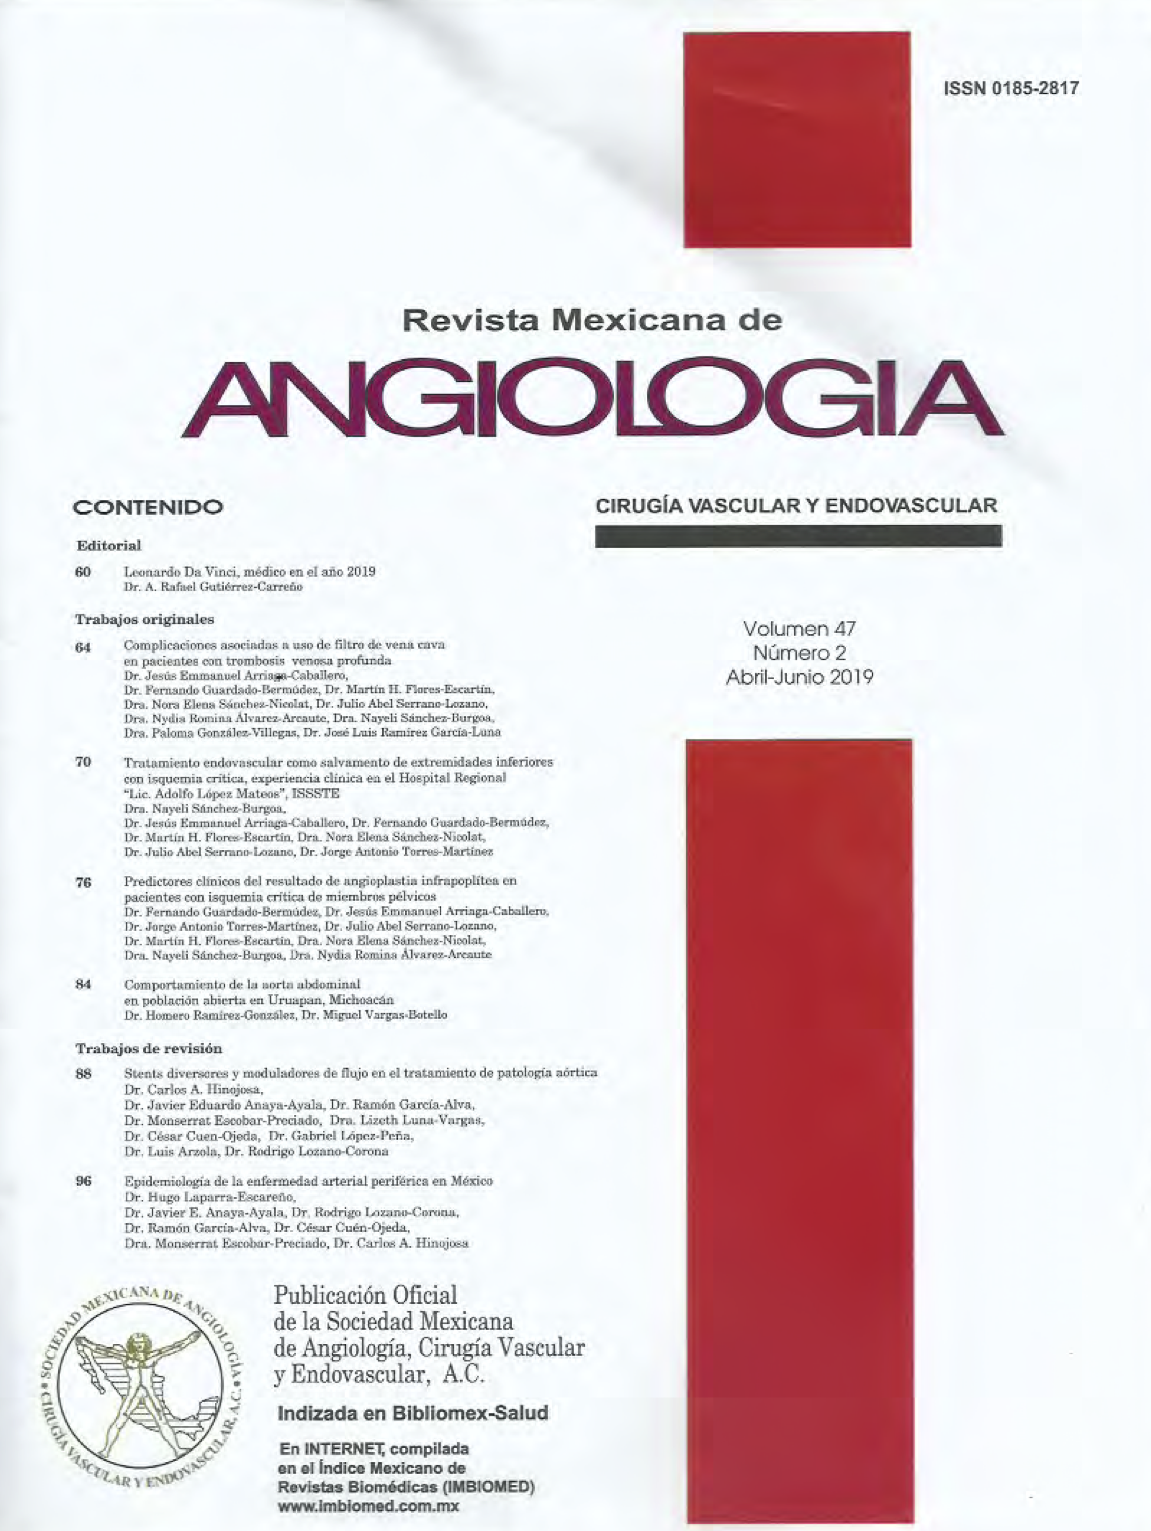 ISSN 0185-2817
Revista Mexicana de
ANGIOLOGIA
CIRUGÍA VASCULAR Y ENDOVASCULAR
Volumen 47
Número 2
Abril-Junio 2019
CONTENIDO
Editorial
60 Leonardo Da Vinci, médico en el año 2019
Dr. A. Rafael Gutiérrez-Carreño
Trabajos originales
64 Complicaciones asociadas a uso de filtro de vena cava
en pacientes con trombosis venosa profunda
Dr. Jesús Emmanuel Arriaga-Caballero,
Dr. Fernando Guardado-Bermúdez, Dr. Martín H. Flores-Escartín,
Dra. Nora Elena Sánchez-Nicolat, Dr. Julio Abel Serrano-Lozano,
Dra. Nydia Romina Álvarez-Arcaute, Dra. Nayeli Sánchez-Burgoa,
Dra. Paloma González-Villegas, Dr. José Luis Ramírez García-Luna
70 Tratamiento endovascular como salvamento de extremidades inferiores
con isquemia crítica, experiencia clínica en el Hospital Regional
“Lic. Adolfo López Mateos”, ISSSTE
Dra. Nayeli Sánchez-Burgoa,
Dr. Jesús Emmanuel Arriaga-Caballero, Dr. Fernando Guardado-Bermúdez,
Dr. Martín H. Flores-Escartín, Dra. Nora Elena Sánchez-Nicolat,
Dr. Julio Abel Serrano-Lozano, Dr. Jorge Antonio Torres-Martínez
76 Predictores clínicos del resultado de angioplastia infrapoplítea en
pacientes con isquemia crítica de miembros pélvicos
Dr. Fernando Guardado-Bermúdez, Dr. Jesús Emmanuel Arriaga-Caballero,
Dr. Jorge Antonio Torres-Martínez, Dr. Julio Abel Serrano-Lozano,
Dr. Martín H. Flores-Escartín, Dra. Nora Elena Sánchez-Nicolat,
Dra. Nayeli Sánchez-Burgoa, Dra. Nydia Romina Álvarez-Arcaute
84 Comportamiento de la aorta abdominal
en población abierta en Uruapan, Michoacán
Dr. Homero Ramírez-González, Dr. Miguel Vargas-Botello
Trabajos de revisión
88 Stents diversores y moduladores de flujo en el tratamiento de patología aórtica
Dr. Carlos A. Hinojosa,
Dr. Javier Eduardo Anaya-Ayala, Dr. Ramón García-Alva,
Dr. Monserrat Escobar-Preciado, Dra. Lizeth Luna-Vargas,
Dr. César Cuen-Ojeda, Dr. Gabriel López-Peña,
Dr. Luis Arzola, Dr. Rodrigo Lozano-Corona
96 Epidemiología de la enfermedad arterial periférica en México
Dr. Hugo Laparra-Escareño,
Dr. Javier E. Anaya-Ayala, Dr. Rodrigo Lozano-Corona,
Dr. Ramón García-Alva, Dr. César Cuén-Ojeda,
Dra. Monserrat Escobar-Preciado, Dr. Carlos A. Hinojosa
SOCIEDAD MEXICANA DE ANGIOLOGÍA
CIRUGÍA VASCULAR Y ENDOVASCULAR, A.C.
Publicación Oficial
de la Sociedad Mexicana
de Angiología, Cirugía Vascular
y Endovascular, A.C.
Indizada en Bibliomex-Salud
En INTERNET, compilada
en el Índice Mexicano de
Revistas Biomédicas (IMBIOMED)
www.imbiomed.com.mx